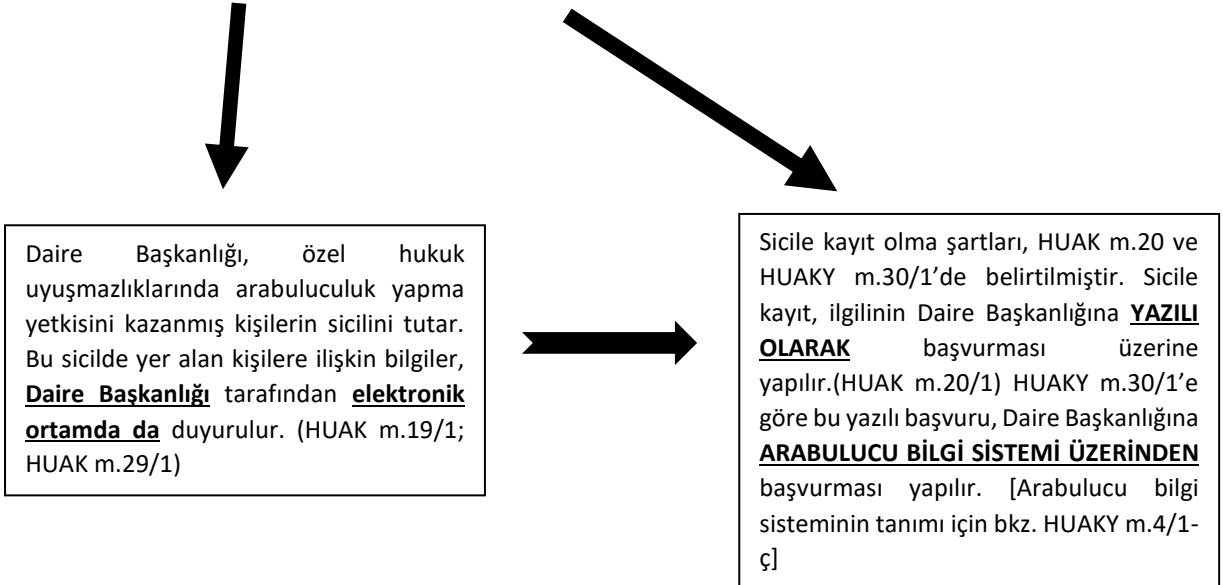 Daire Başkanlığı, özel hukuk
uyuşmazlıklarında arabuluculuk yapma
yetkisini kazanmış kişilerin sicilini tutar.
Bu sicilde yer alan kişilere ilişkin bilgiler,
Daire Başkanlığı tarafından elektronik
ortamda da duyurulur. (HUAK m.19/1;
HUAK m.29/1)
Sicile kayıt olma şartları, HUAK m.20 ve
HUAKY m.30/1’de belirtilmiştir. Sicile
kayıt, ilgilinin Daire Başkanlığına YAZILI
OLARAK başvurması üzerine
yapılır.(HUAK m.20/1) HUAKY m.30/1’e
göre bu yazılı başvuru, Daire Başkanlığına
ARABULUCU BİLGİ SİSTEMİ ÜZERİNDEN
başvurması yapılır. [Arabulucu bilgi
sisteminin tanımı için bkz. HUAKY m.4/1-
ç]